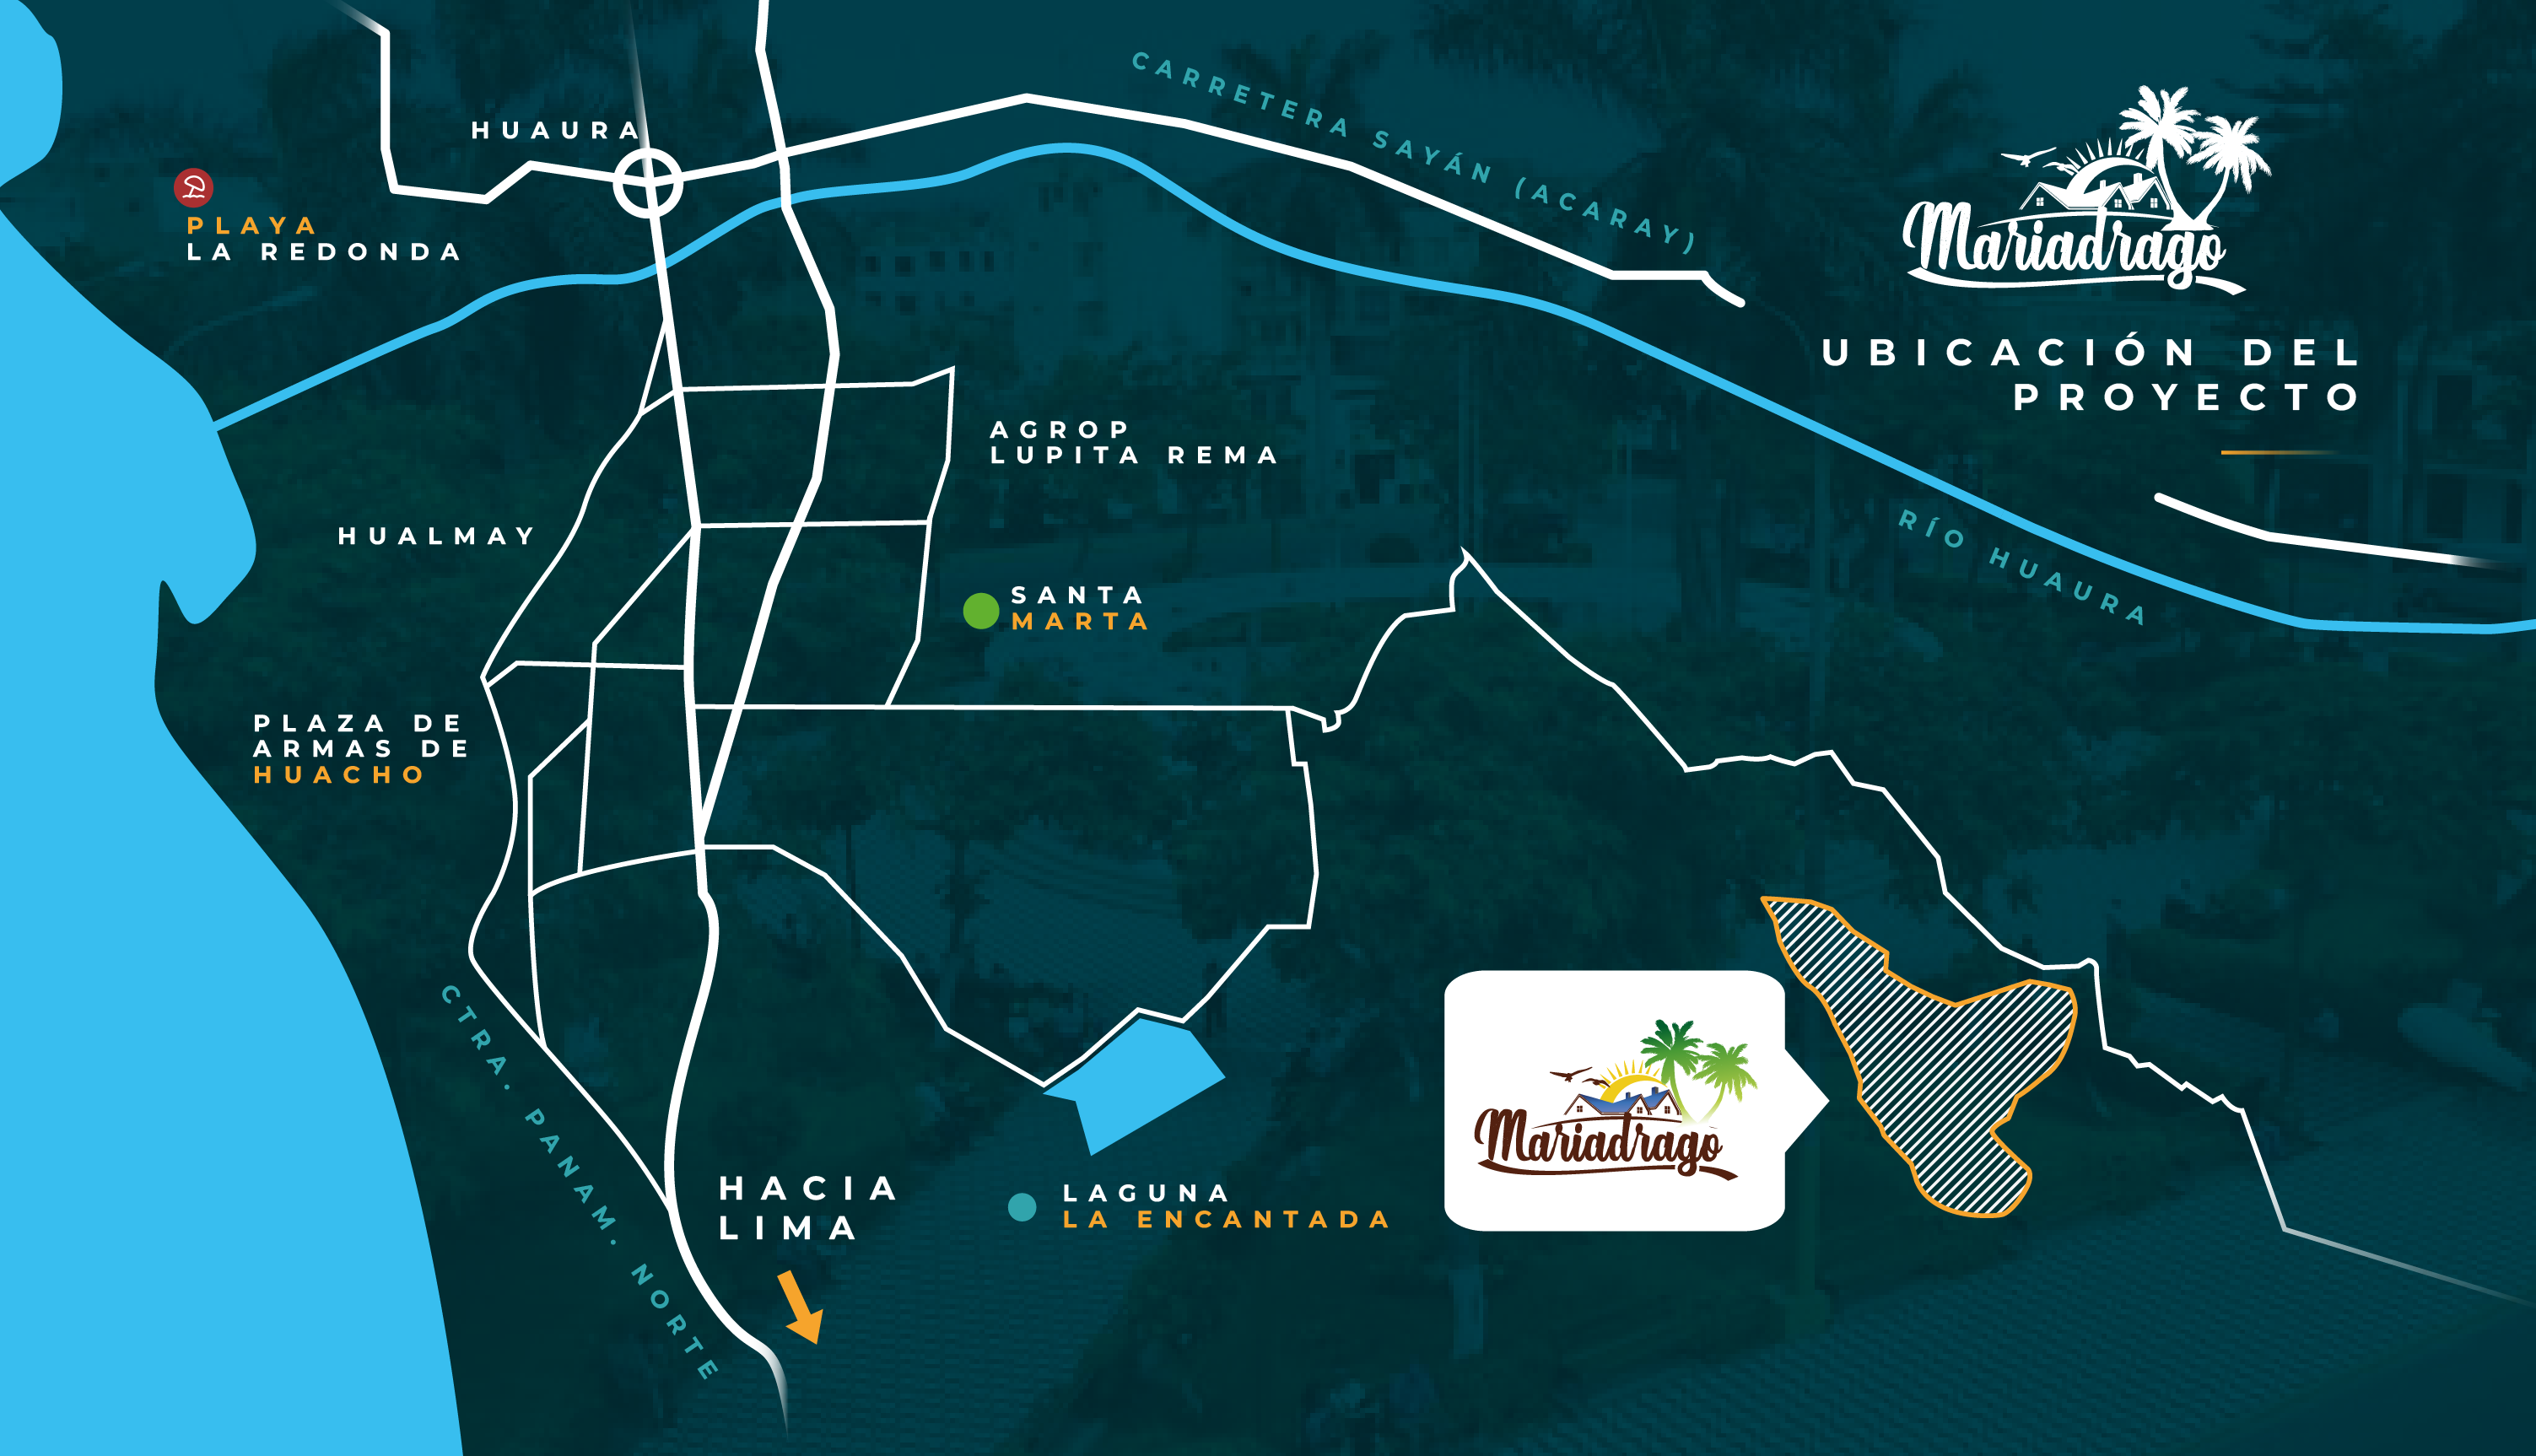 CARRETERA SAYÁN (ACARAY)
HUAURA
PLAYA
LA REDONDA
Mariadrago
UBICACIÓN DEL
PROYECTO
AGROP
LUPITA REMA
HUALMAY
RÍO HUAURA
SANTA
MARTA
PLAZA DE
ARMAS DE
HUACHO
CTRA. PANAM. NORTE
Mariadrago
HACIA
LIMA
LAGUNA
LA ENCANTADA